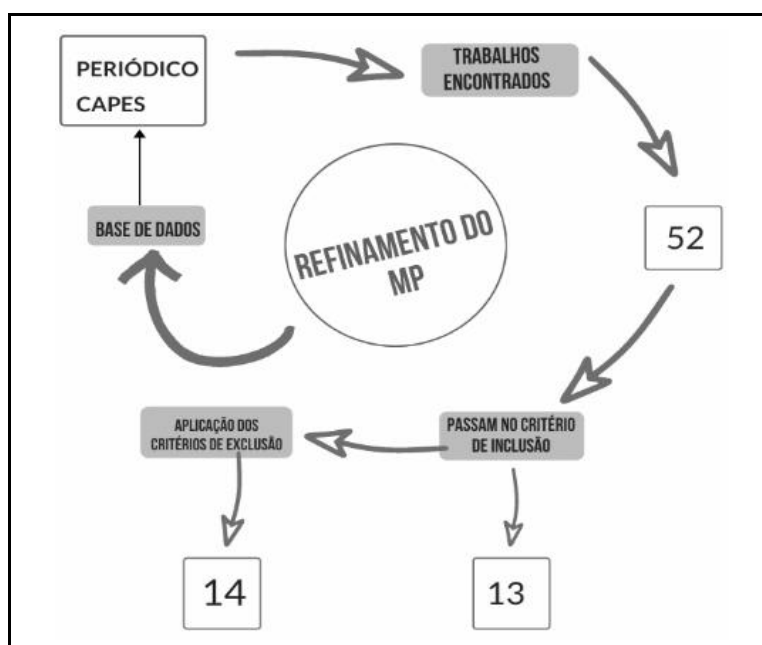 PERIÓDICO
CAPES
TRABALHOS
ENCONTRADOS
52
BASE DE DADOS
REFINAMENTO DO
MP
PASSAM NO CRITÉRIO
DE INCLUSÃO
APLICAÇÃO DOS
CRITÉRIOS DE EXCLUSÃO
14
13